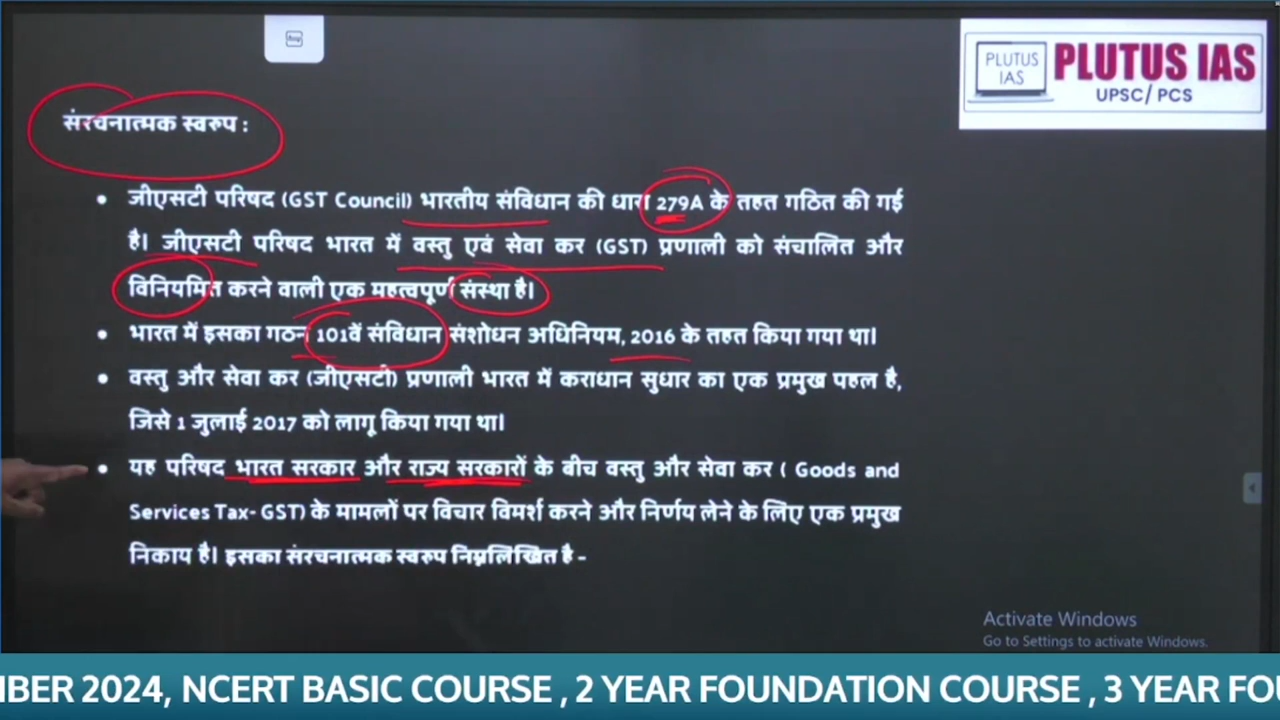 PLUTUS
IAS
PLUTUS IAS
UPSC/ PCS
संरचनात्मक स्वरुप :
• जीएसटी परिषद (GST Council) भारतीय संविधान की धारा 279A के तहत गठित की गई
है। जीएसटी परिषद भारत में वस्तु एवं सेवा कर (GST) प्रणाली को संचालित और
विनियमित करने वाली एक महत्वपूर्ण संस्था है।
• भारत में इसका गठन 101वें संविधान संशोधन अधिनियम, 2016 के तहत किया गया था।
• वस्तु और सेवा कर (जीएसटी) प्रणाली भारत में कराधान सुधार का एक प्रमुख पहल है,
जिसे 1 जुलाई 2017 को लागू किया गया था।
• यह परिषद भारत सरकार और राज्य सरकारों के बीच वस्तु और सेवा कर ( Goods and
Services Tax- GST) के मामलों पर विचार विमर्श करने और निर्णय लेने के लिए एक प्रमुख
निकाय है। इसका संरचनात्मक स्वरुप निम्नलिखित है -
Activate Windows
Go to Settings to activate Windows.
MBER 2024, NCERT BASIC COURSE , 2 YEAR FOUNDATION COURSE , 3 YEAR FOU